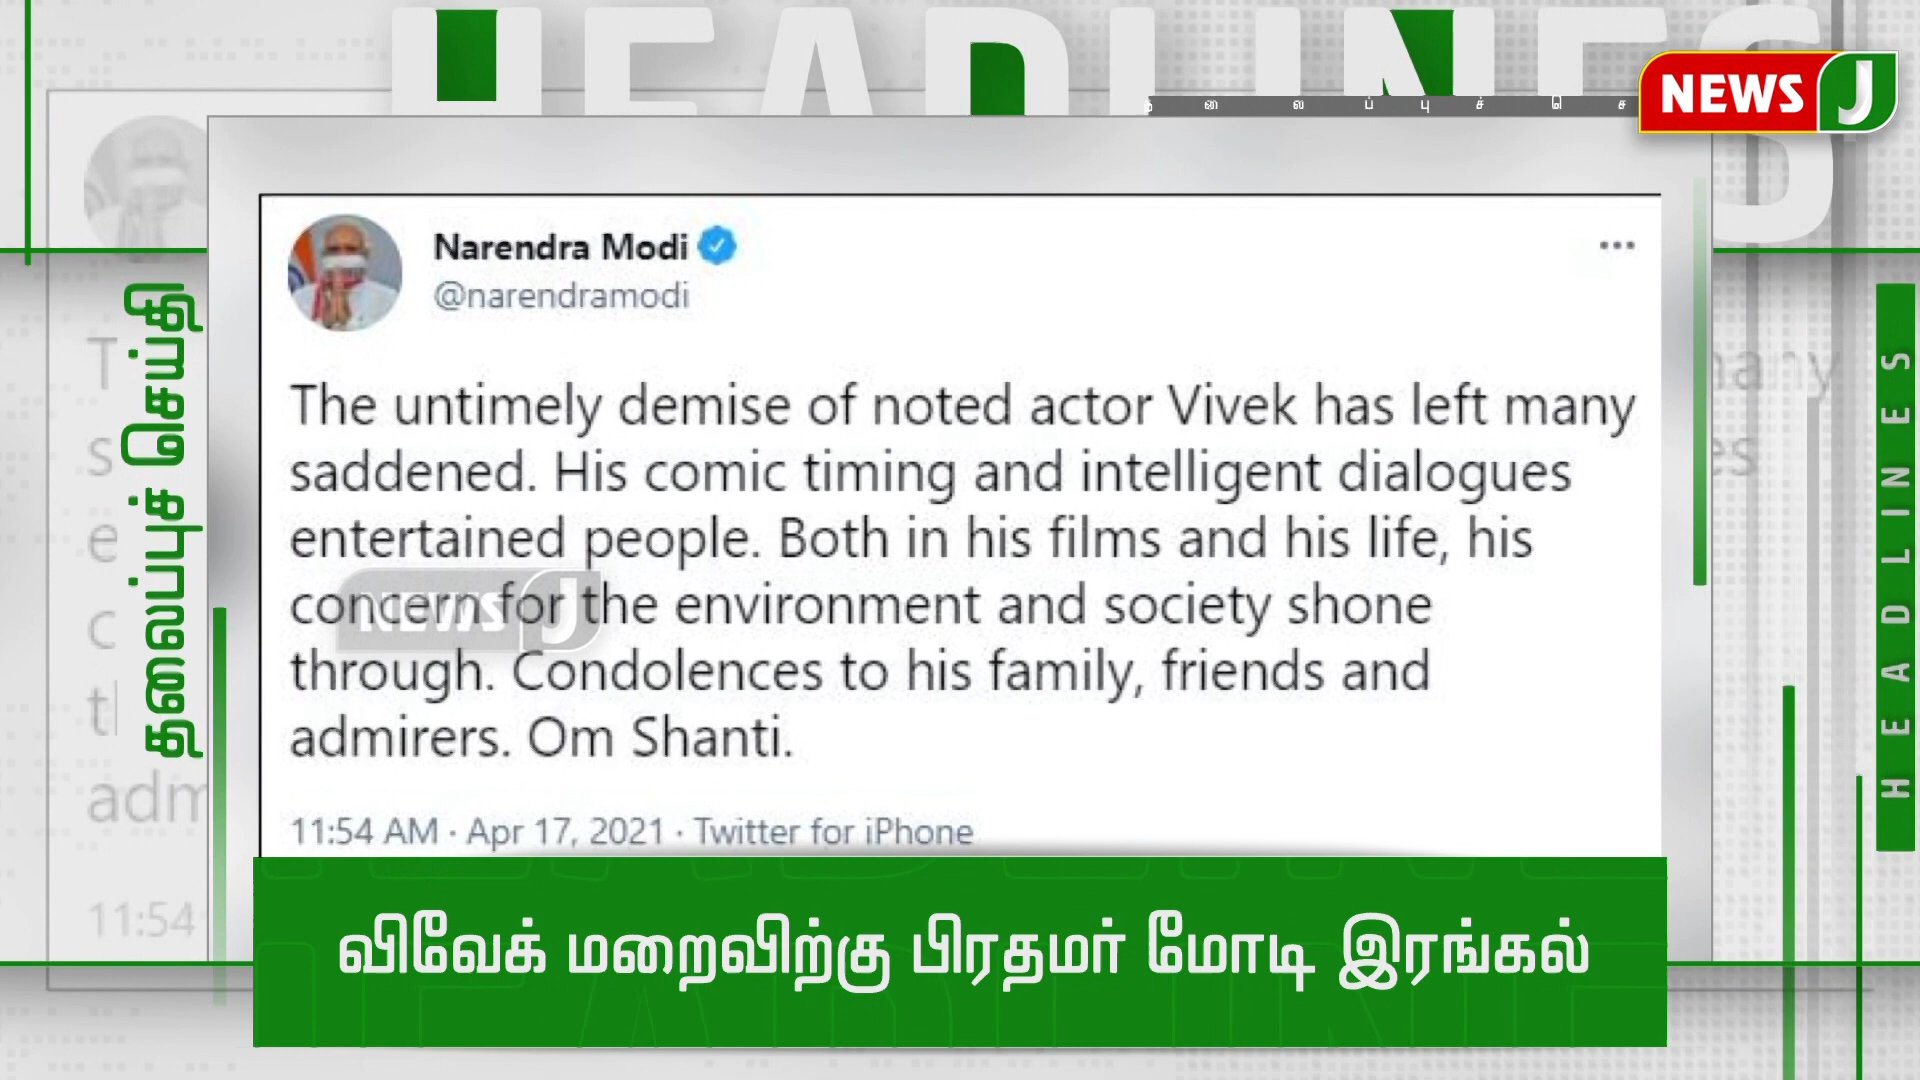 HEADLINES
த லை ப் பு ச் செ
NEWS J
Narendra Modi
@narendramodi
The untimely demise of noted actor Vivek has left many
saddened. His comic timing and intelligent dialogues
entertained people. Both in his films and his life, his
concern for the environment and society shone
through. Condolences to his family, friends and
admirers. Om Shanti.
11:54 AM · Apr 17, 2021 · Twitter for iPhone
NEWS J
தலைப்புச் செய்தி
HEADLINES
விவேக் மறைவிற்கு பிரதமர் மோடி இரங்கல்